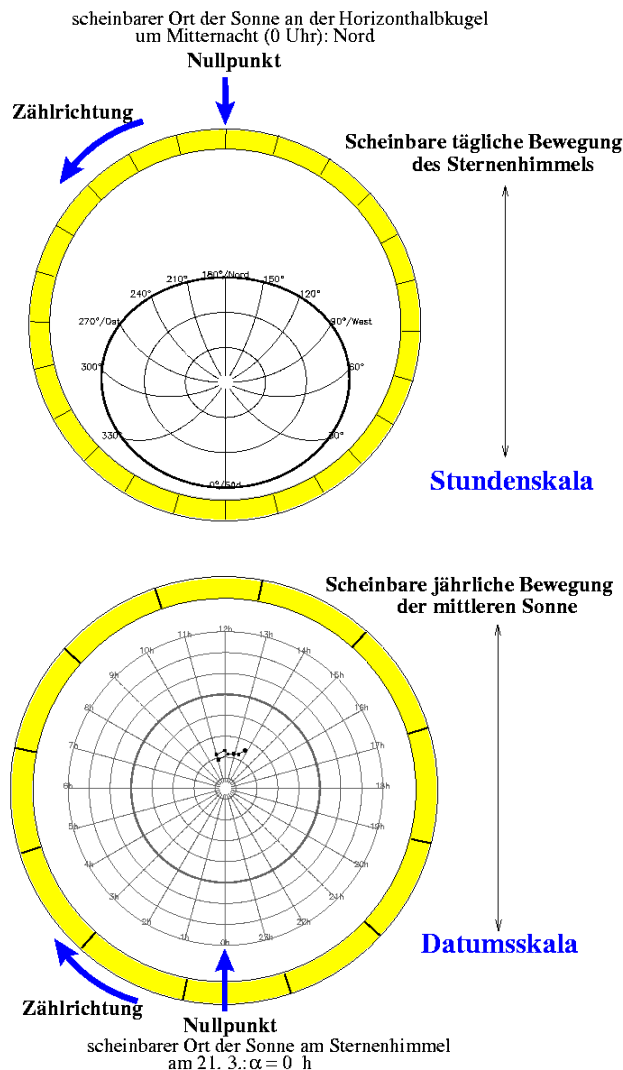 scheinbarer Ort der Sonne an der Horizonthalbkugel
um Mitternacht (0 Uhr): Nord
Nullpunkt
Zählrichtung
Scheinbare tägliche Bewegung
des Sternenhimmels
180°/Nord
210°
150°
240°
120°
270°/Ost
90°/West
300°
60°
330°
30°
0°/Süd
Stundenskala
Scheinbare jährliche Bewegung
der mittleren Sonne
12h
11h
13h
10h
14h
9h
15h
8h
16h
7h
17h
6h
18h
5h
19h
4h
20h
3h
21h
2h
1h
23h
0h
Datumsskala
Zählrichtung
Nullpunkt
scheinbarer Ort der Sonne am Sternenhimmel
am 21. 3.: α = 0 h